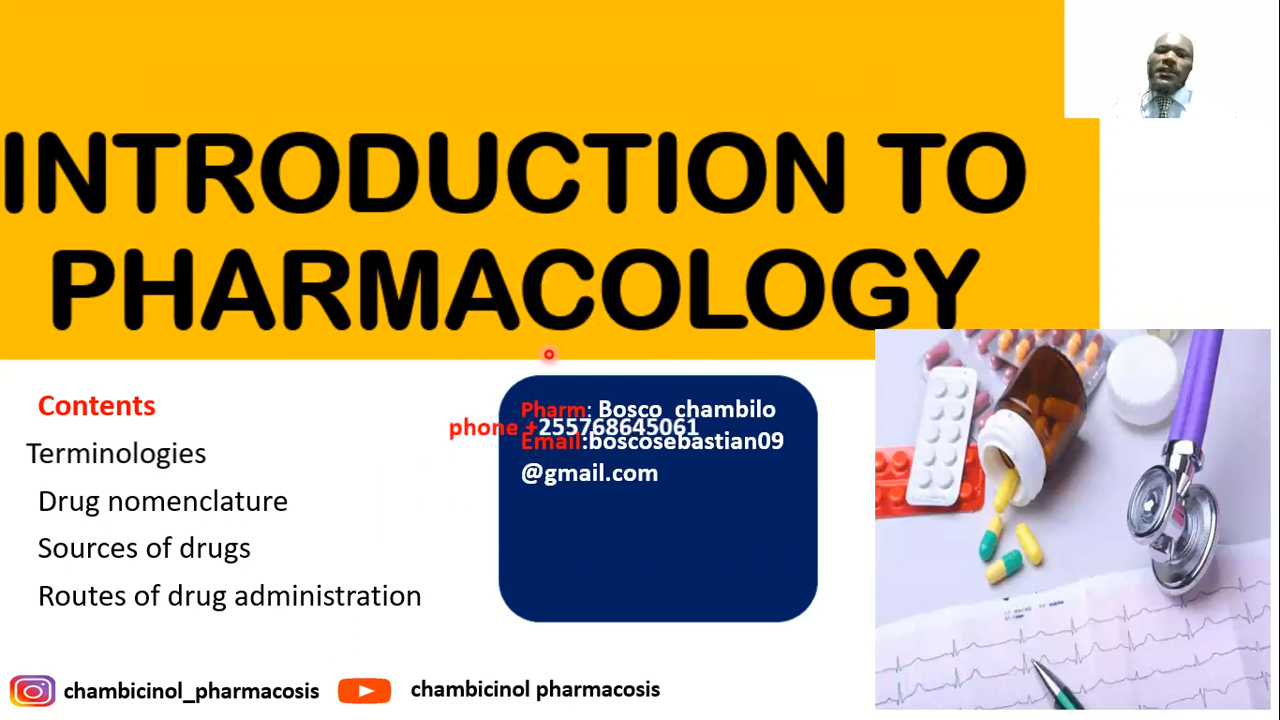 INTRODUCTION TO
PHARMACOLOGY
Contents
Terminologies
Drug nomenclature
Sources of drugs
Routes of drug administration
Pharm: Bosco chambilo
phone +255768645061
Email:boscosebastian09
@gmail.com
chambicinol_pharmacosis
chambicinol pharmacosis